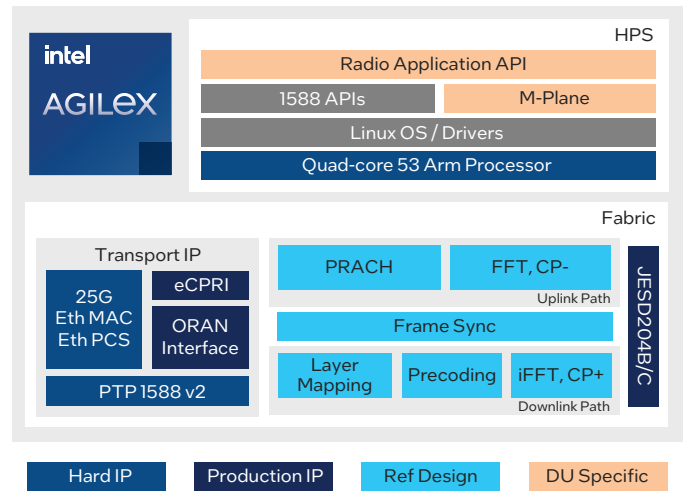 intel
AGILEX
HPS
Radio Application API
1588 APIs
M-Plane
Linux OS / Drivers
Quad-core 53 Arm Processor
Fabric
Transport IP
25G
Eth MAC
Eth PCS
eCPRI
ORAN
Interface
PTP 1588 v2
PRACH
FFT, CP-
Uplink Path
Frame Sync
Layer
Mapping
Precoding
iFFT, CP+
Downlink Path
JESD204B/C
Hard IP
Production IP
Ref Design
DU Specific